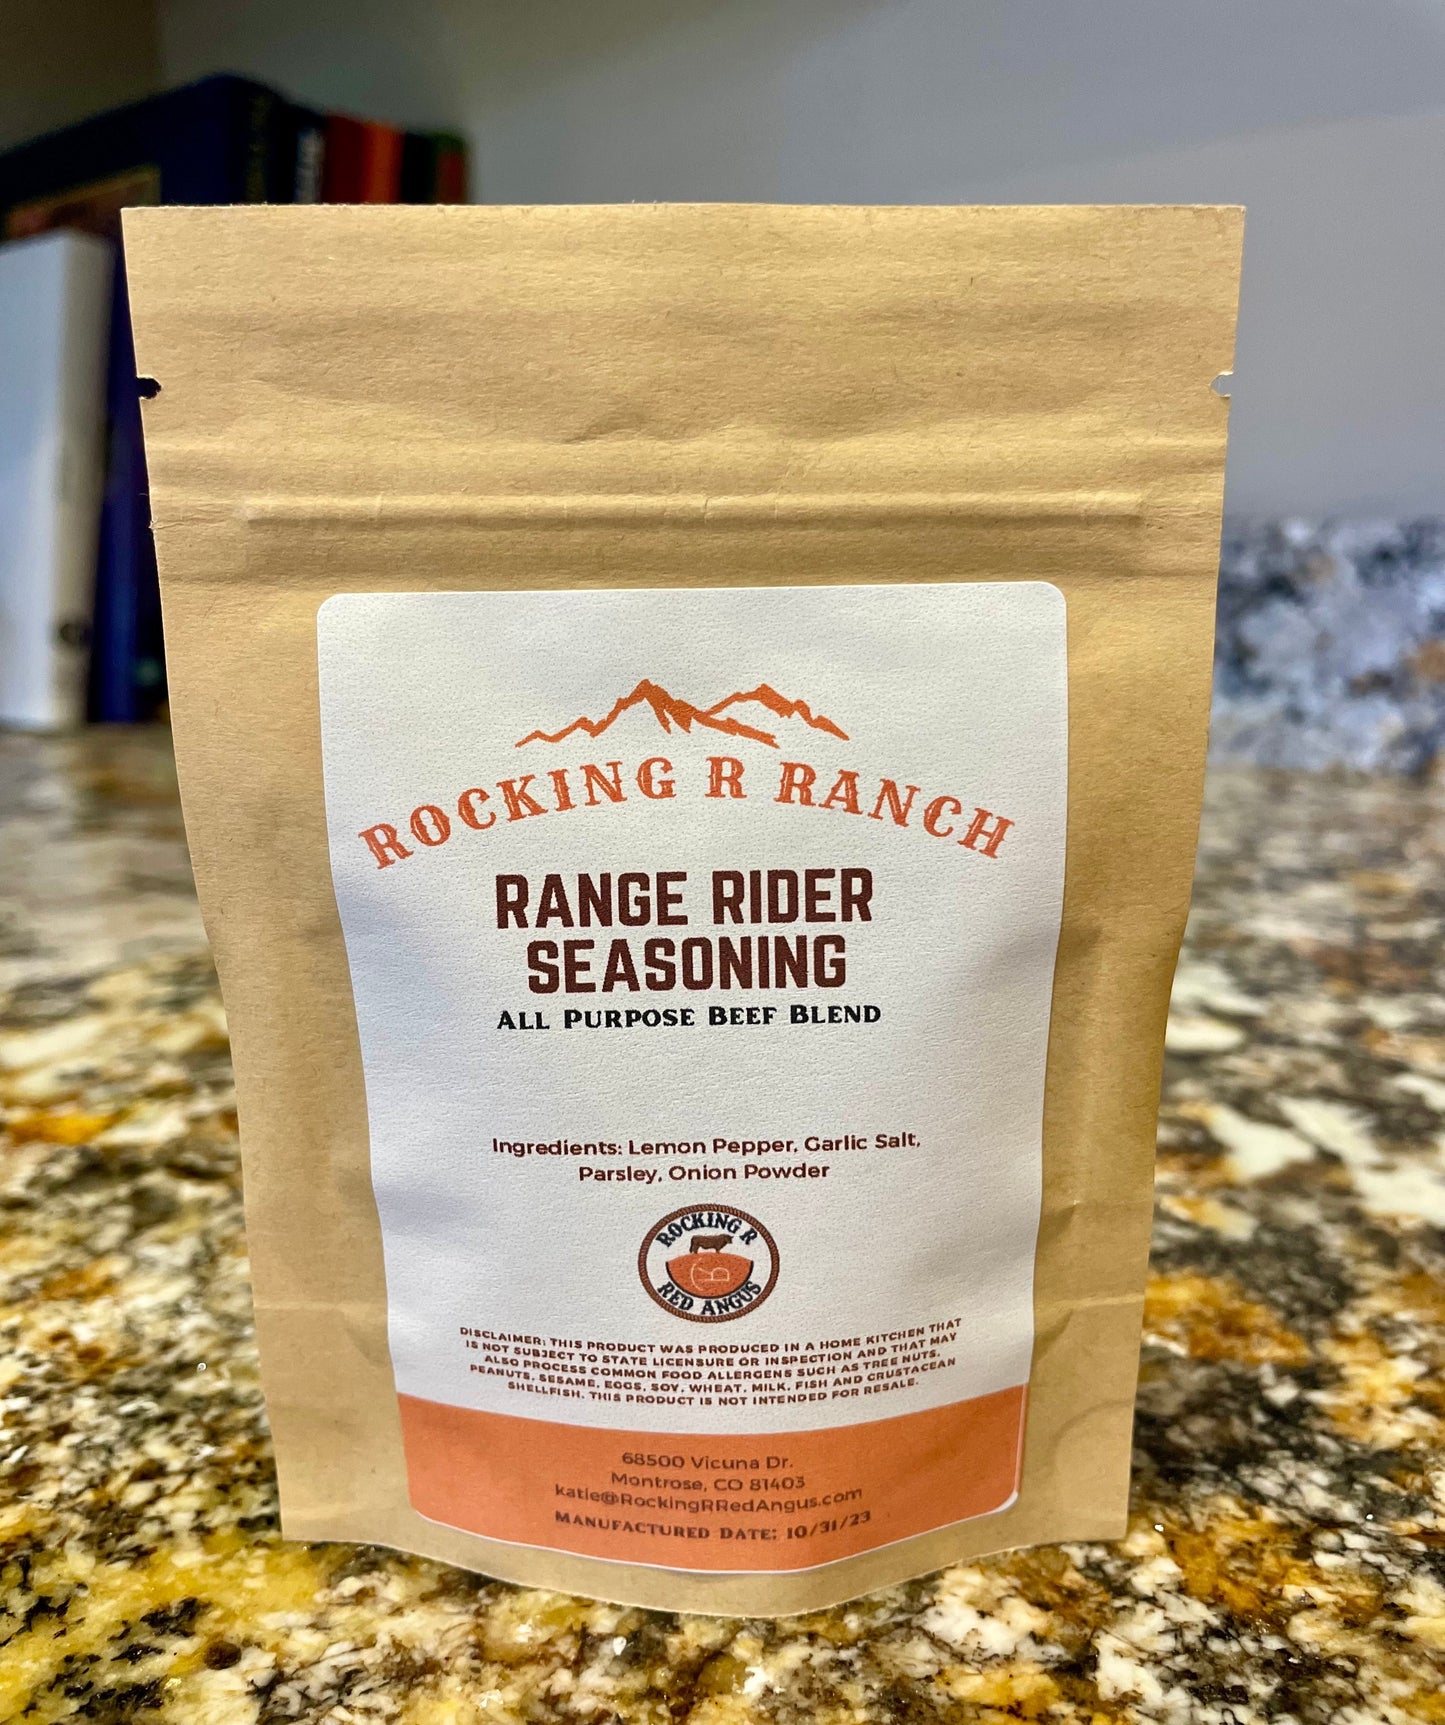 ROCKING R RANCH
RANGE RIDER
SEASONING
ALL PURPOSE BEEF BLEND
Ingredients: Lemon Pepper, Garlic Salt,
Parsley, Onion Powder
ROCKING R
RED ANGUS
DISCLAIMER: THIS PRODUCT WAS PRODUCED IN A HOME KITCHEN THAT
IS NOT SUBJECT TO STATE LICENSURE OR INSPECTION AND THAT MAY
ALSO PROCESS COMMON FOOD ALLERGENS SUCH AS TREE NUTS,
PEANUTS, SESAME, EGGS, SOY, WHEAT, MILK, FISH AND CRUSTACEAN
SHELLFISH. THIS PRODUCT IS NOT INTENDED FOR RESALE.
68500 Vicuna Dr.
Montrose, CO 81403
katie@RockingRRedAngus.com
MANUFACTURED DATE: 10/31/23